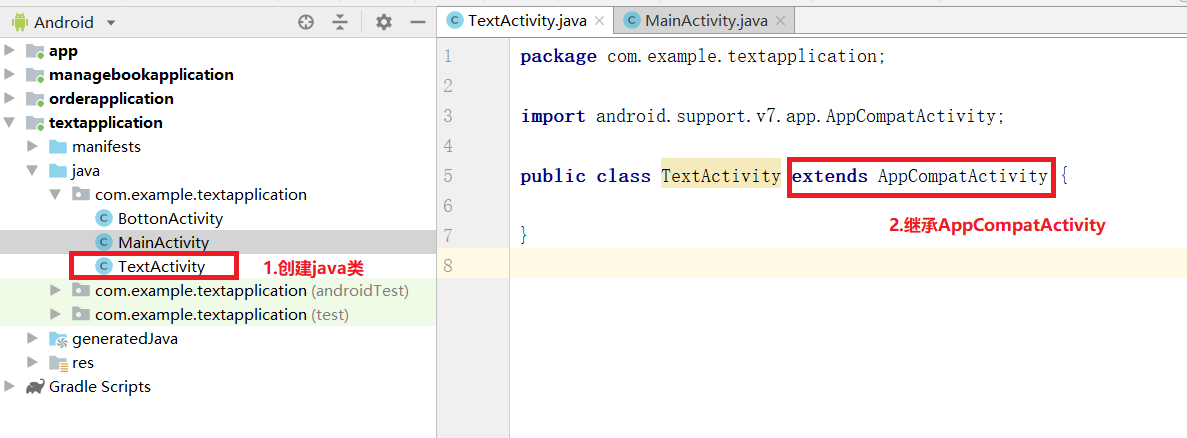 Android
app
managebookapplication
orderapplication
textapplication
manifests
java
com.example.textapplication
BottonActivity
MainActivity
TextActivity
1.创建java类
com.example.textapplication (androidTest)
com.example.textapplication (test)
generatedJava
res
Gradle Scripts
TextActivity.java
MainActivity.java
1 package com.example.textapplication;
2
3 import android.support.v7.app.AppCompatActivity;
4
5 public class TextActivity extends AppCompatActivity {
6
2.继承AppCompatActivity
7 }
8